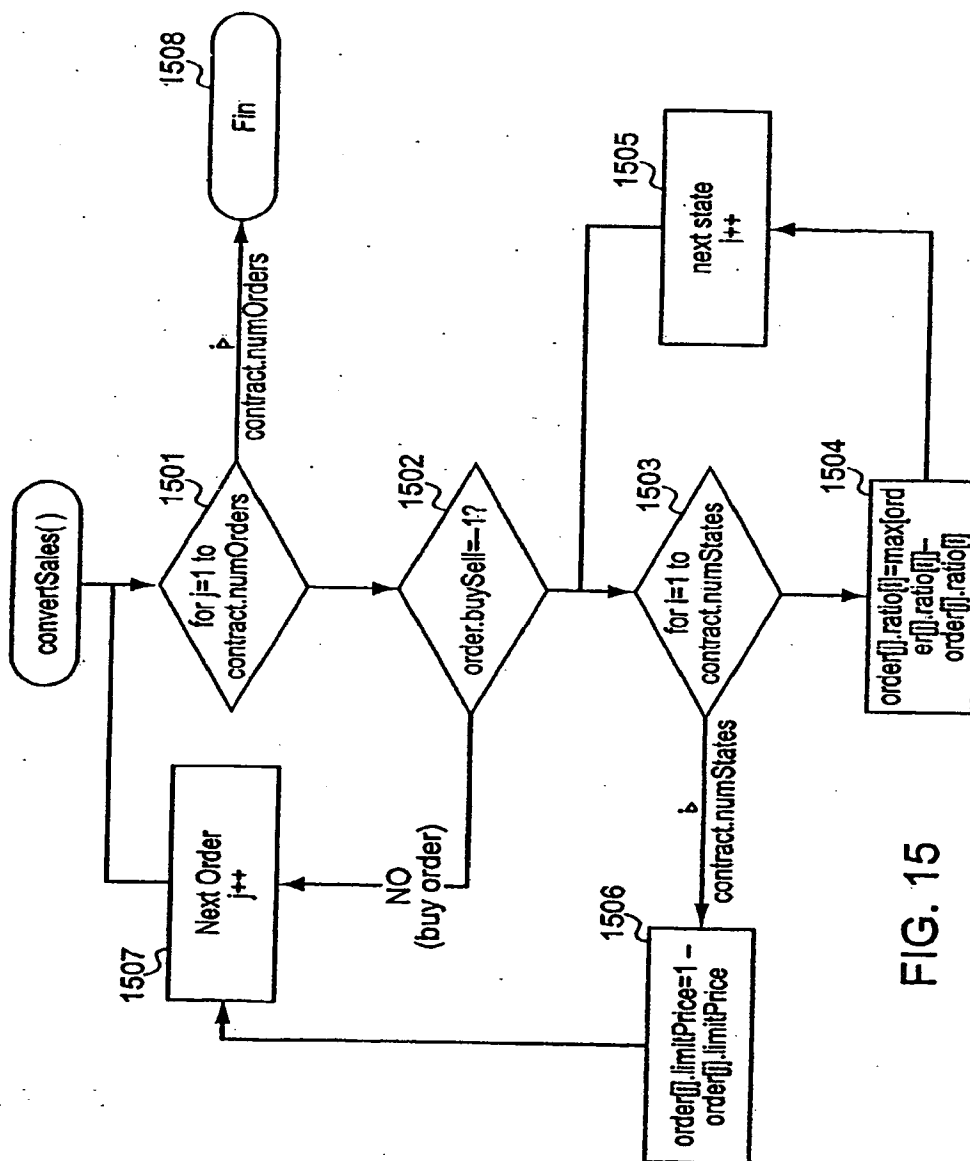 convertSales( )
1501
for j=1 to
contract.numOrders
j>
contract.numOrders
1508
Fin
1502
order.buySell=–1?
NO
(buy order)
1507
Next Order
j++
1503
for i=1 to
contract.numStates
i>
contract.numStates
1504
order[j].ratio[i]=max[ord
er[j].ratio[i]]–
order[j].ratio[i]
1505
next state
i++
1506
order[j].limitPrice=1 –
order[j].limitPrice
FIG. 15